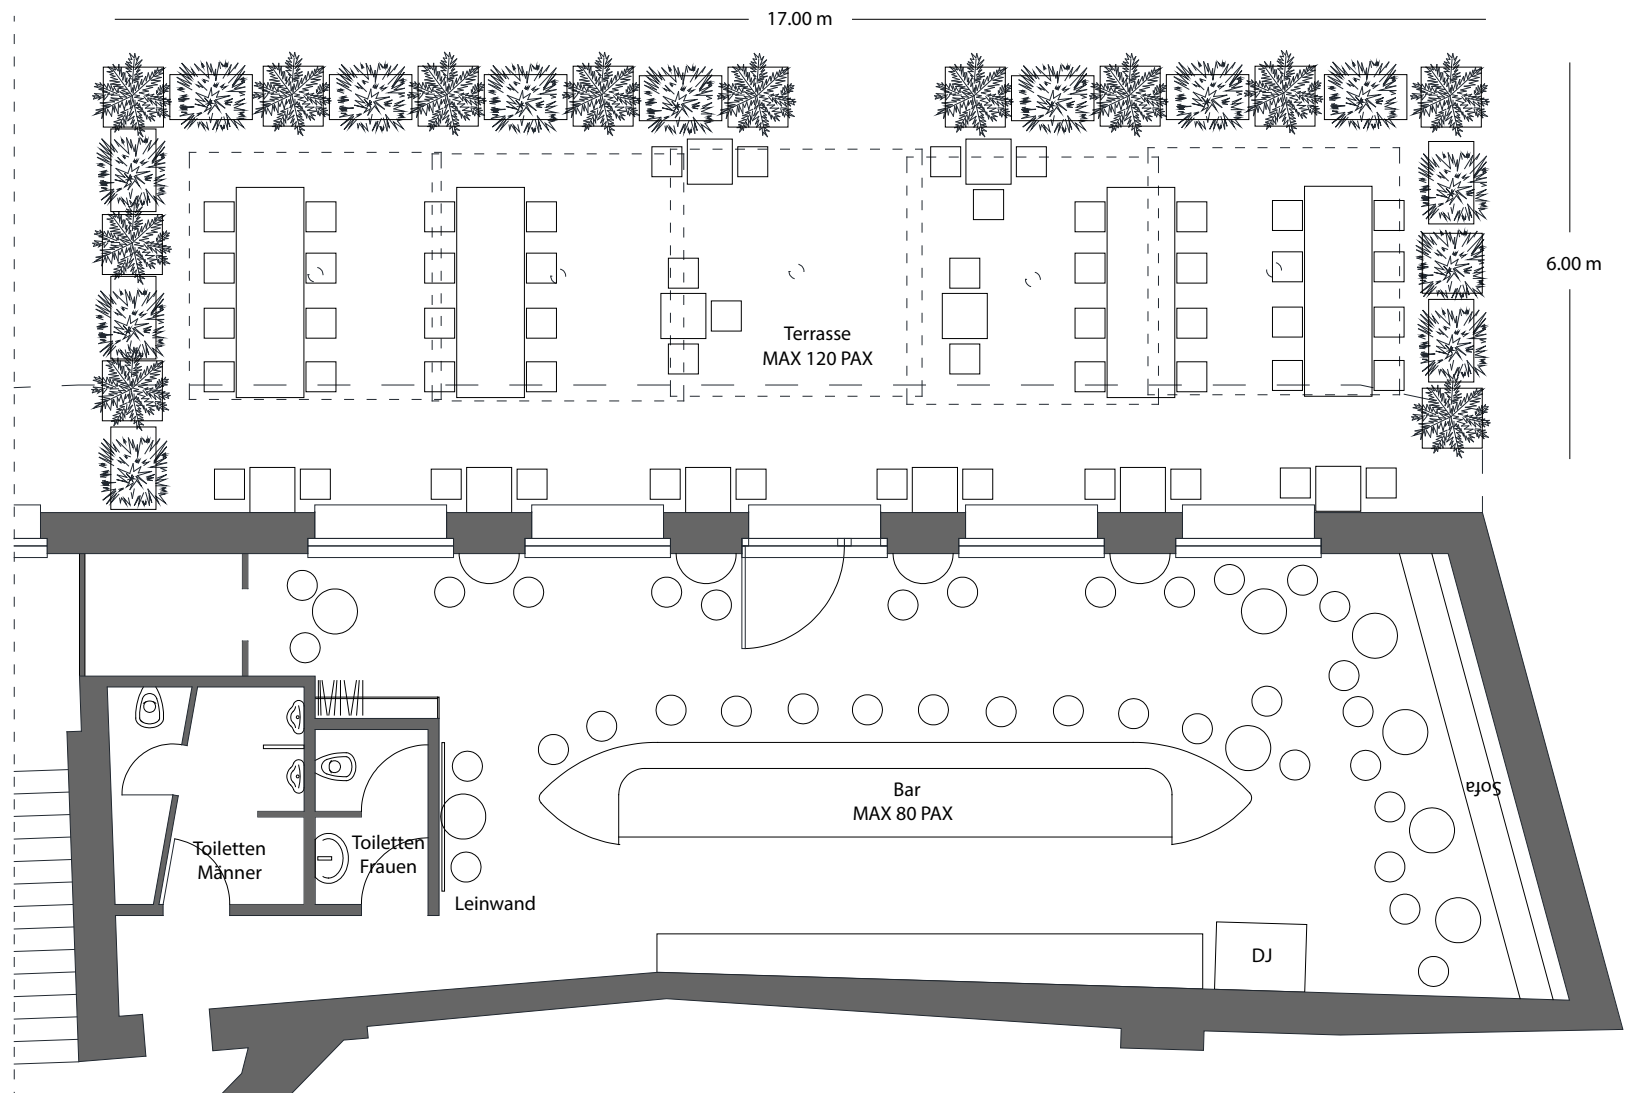 17.00 m
6.00 m
Terrasse
MAX 120 PAX
Bar
MAX 80 PAX
Sofa
Toiletten
Männer
Toiletten
Frauen
Leinwand
DJ